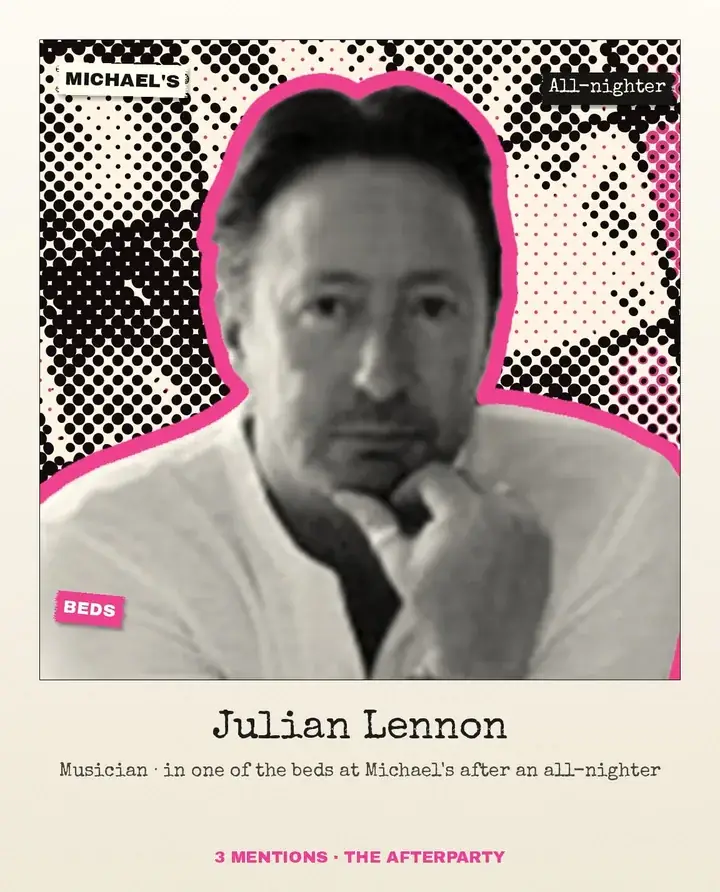 MICHAEL'S
All-nighter
BEDS
Julian Lennon
Musician · in one of the beds at Michael's after an all-nighter
3 MENTIONS · THE AFTERPARTY